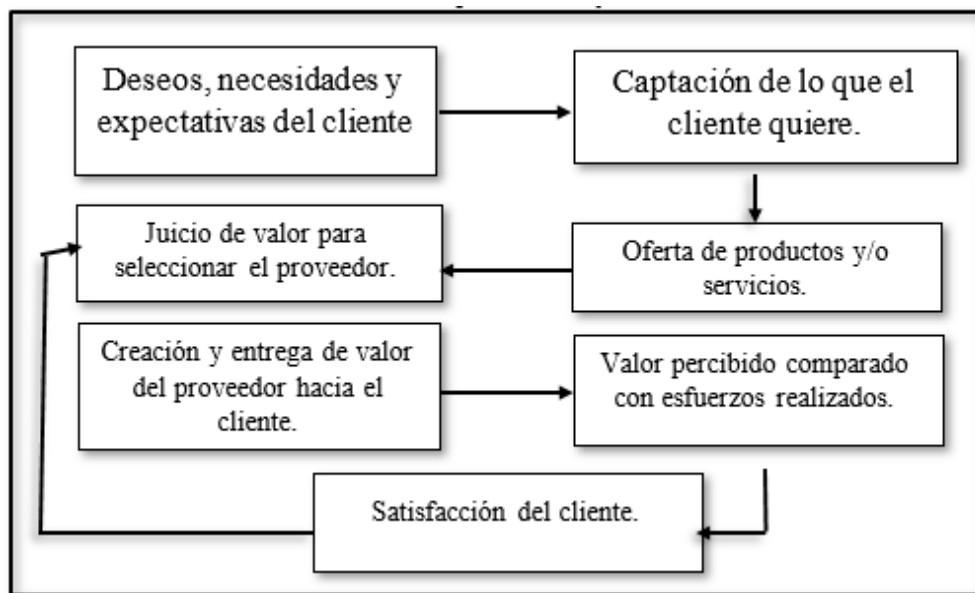 Deseos, necesidades y
expectativas del cliente
Captación de lo que el
cliente quiere.
Juicio de valor para
seleccionar el proveedor.
Oferta de productos y/o
servicios.
Creación y entrega de valor
del proveedor hacia el
cliente.
Valor percibido comparado
con esfuerzos realizados.
Satisfacción del cliente.